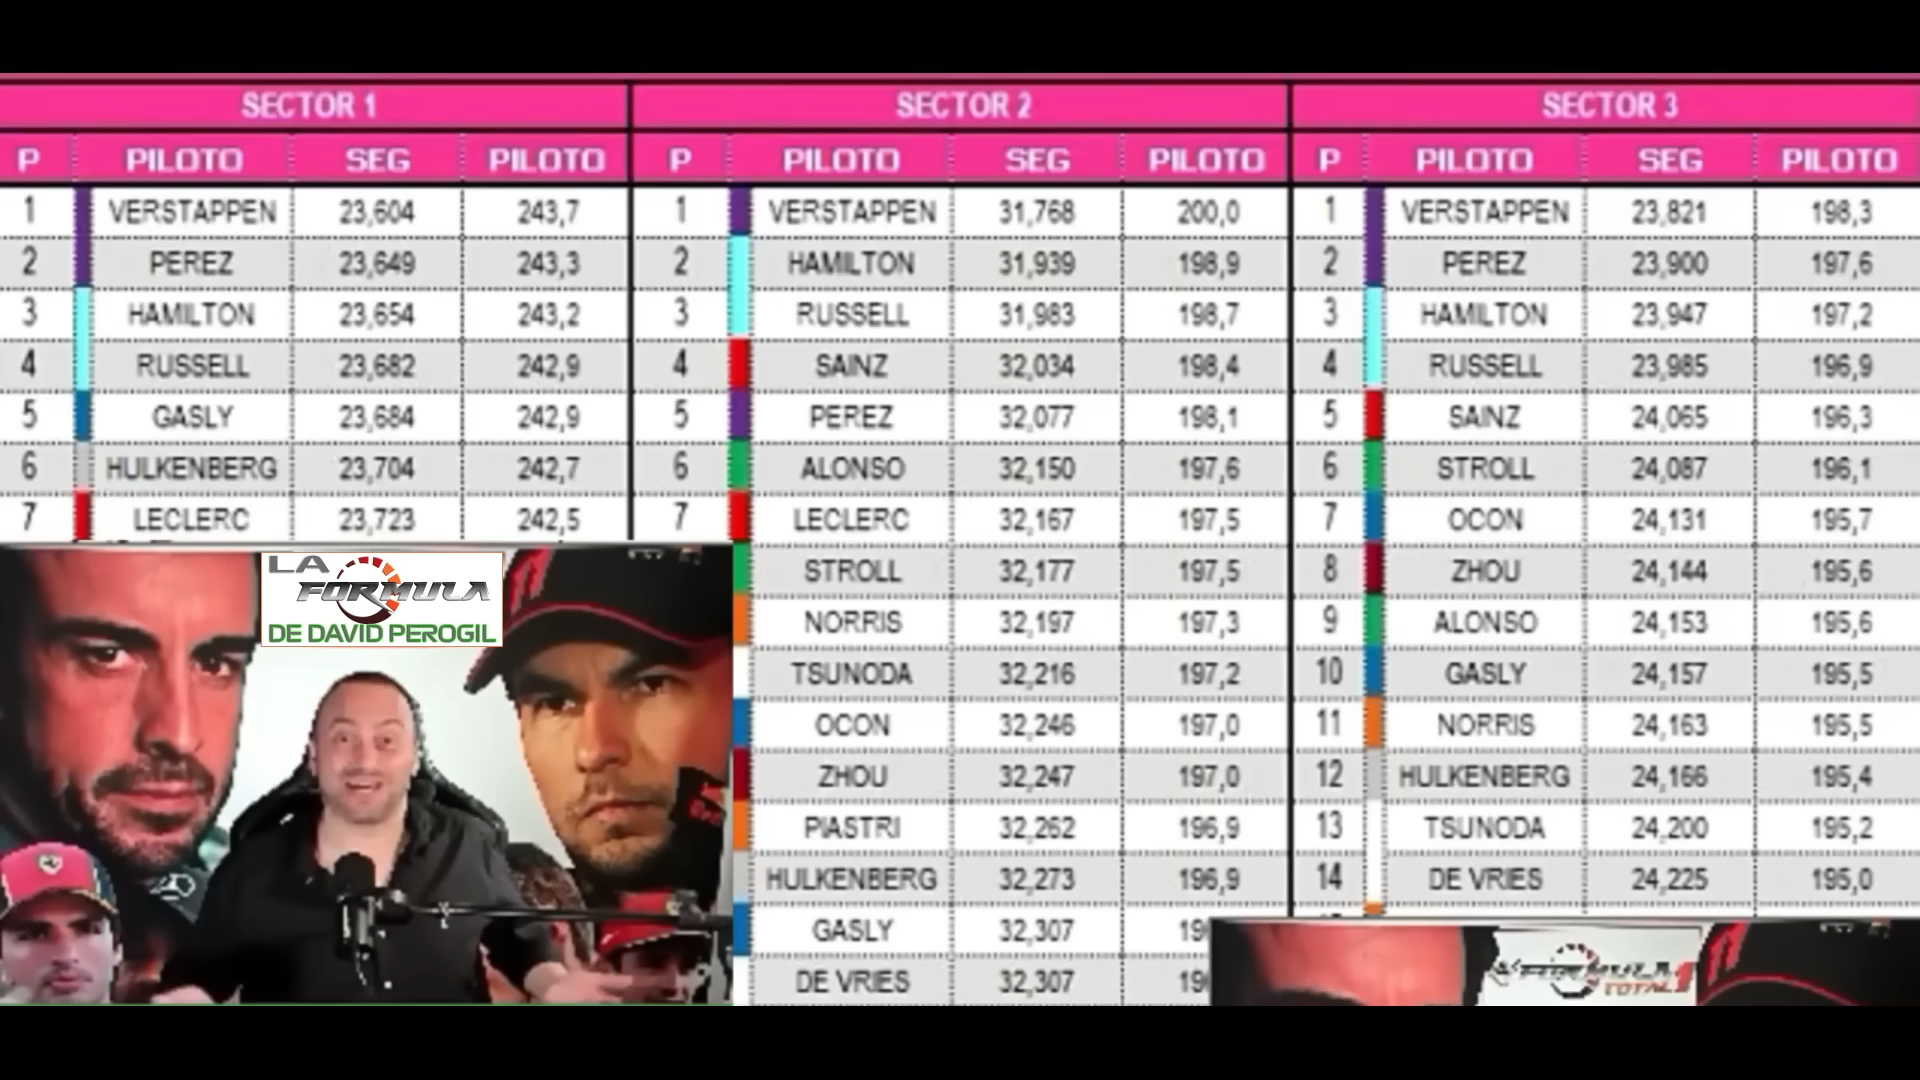 SECTOR 1 SECTOR 2 SECTOR 3
P PILOTO SEG PILOTO P PILOTO SEG PILOTO P PILOTO SEG PILOTO
1 VERSTAPPEN 23,604 243,7 1 VERSTAPPEN 31,768 200,0 1 VERSTAPPEN 23,821 198,3
2 PEREZ 23,649 243,3 2 HAMILTON 31,939 198,9 2 PEREZ 23,900 197,6
3 HAMILTON 23,654 243,2 3 RUSSELL 31,983 198,7 3 HAMILTON 23,947 197,2
4 RUSSELL 23,682 242,9 4 SAINZ 32,034 198,4 4 RUSSELL 23,985 196,9
5 GASLY 23,684 242,9 5 PEREZ 32,077 198,1 5 SAINZ 24,065 196,3
6 HULKENBERG 23,704 242,7 6 ALONSO 32,150 197,6 6 STROLL 24,087 196,1
7 LECLERC 23,723 242,5 7 LECLERC 32,167 197,5 7 OCON 24,131 195,7
STROLL 32,177 197,5 8 ZHOU 24,144 195,6
NORRIS 32,197 197,3 9 ALONSO 24,153 195,6
TSUNODA 32,216 197,2 10 GASLY 24,157 195,5
OCON 32,246 197,0 11 NORRIS 24,163 195,5
ZHOU 32,247 197,0 12 HULKENBERG 24,166 195,4
PIASTRI 32,262 196,9 13 TSUNODA 24,200 195,2
HULKENBERG 32,273 196,9 14 DE VRIES 24,225 195,0
GASLY 32,307
DE VRIES 32,307
LA
FORMULA
DE DAVID PEROGIL
FORMULA
TOTAL 1